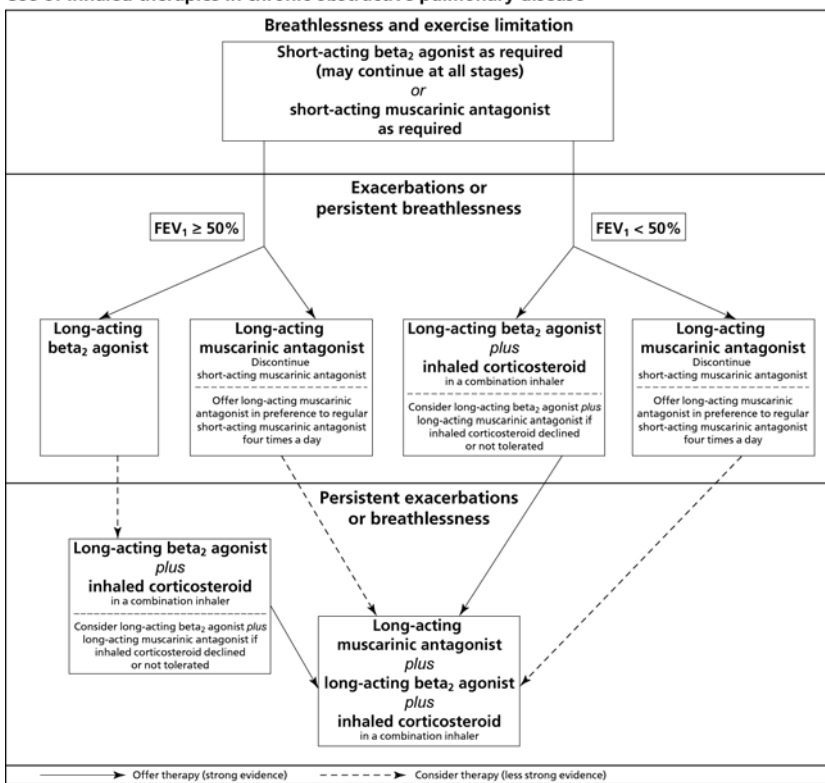 Breathlessness and exercise limitation
Short-acting beta₂ agonist as required
(may continue at all stages)
or
short-acting muscarinic antagonist
as required
Exacerbations or
persistent breathlessness
FEV₁ ≥ 50%
FEV₁ < 50%
Long-acting
beta₂ agonist
Long-acting
muscarinic antagonist
Discontinue
short-acting muscarinic antagonist
Offer long-acting muscarinic
antagonist in preference to regular
short-acting muscarinic antagonist
four times a day
Long-acting beta₂ agonist
plus
inhaled corticosteroid
in a combination inhaler
Consider long-acting beta₂ agonist plus
long-acting muscarinic antagonist if
inhaled corticosteroid declined
or not tolerated
Long-acting
muscarinic antagonist
Discontinue
short-acting muscarinic antagonist
Offer long-acting muscarinic
antagonist in preference to regular
short-acting muscarinic antagonist
four times a day
Persistent exacerbations
or breathlessness
Long-acting beta₂ agonist
plus
inhaled corticosteroid
in a combination inhaler
Consider long-acting beta₂ agonist plus
long-acting muscarinic antagonist if
inhaled corticosteroid declined
or not tolerated
Long-acting
muscarinic antagonist
plus
long-acting beta₂ agonist
plus
inhaled corticosteroid
in a combination inhaler
Offer therapy (strong evidence)
Consider therapy (less strong evidence)